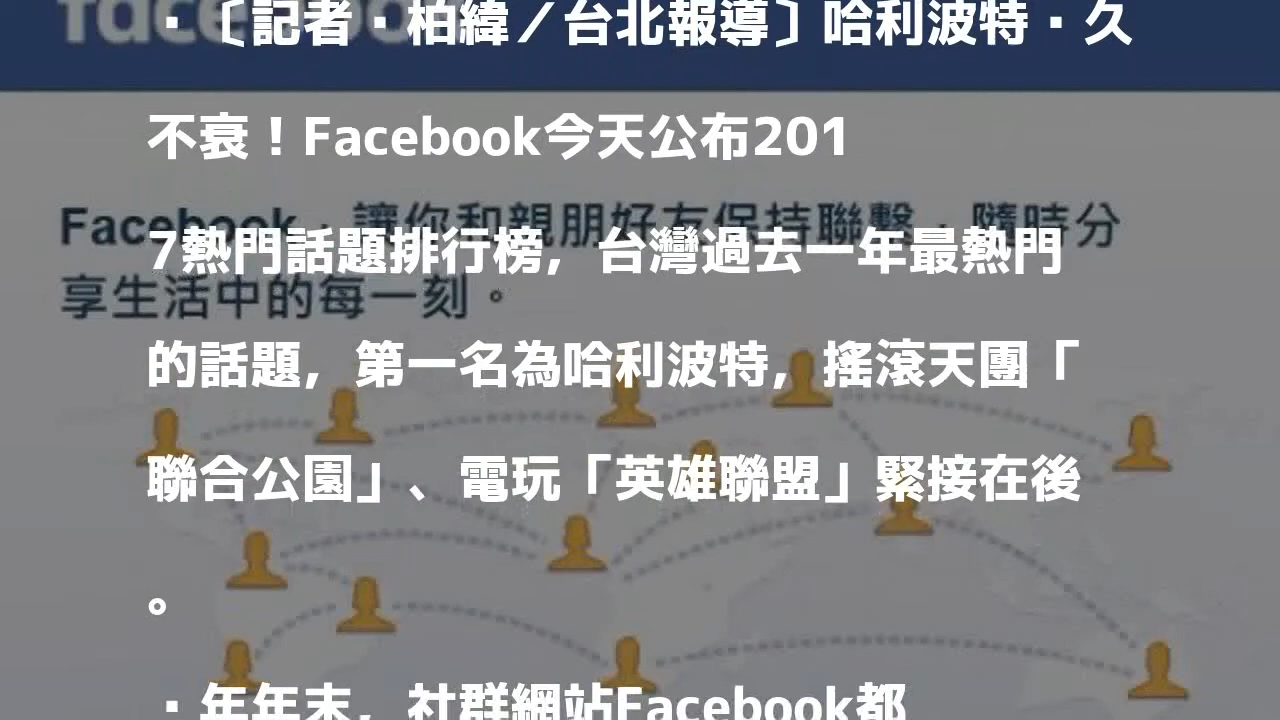 facebook
·〔記者·柏緯／台北報導〕哈利波特·久
不衰！Facebook今天公布201
Facebook，讓你和親朋好友保持聯繫，隨時分
7熱門話題排行榜，台灣過去一年最熱門
享生活中的每一刻。
的話題，第一名為哈利波特，搖滾天團「
聯合公園」、電玩「英雄聯盟」緊接在後
。
·年年末，社群網站Facebook都